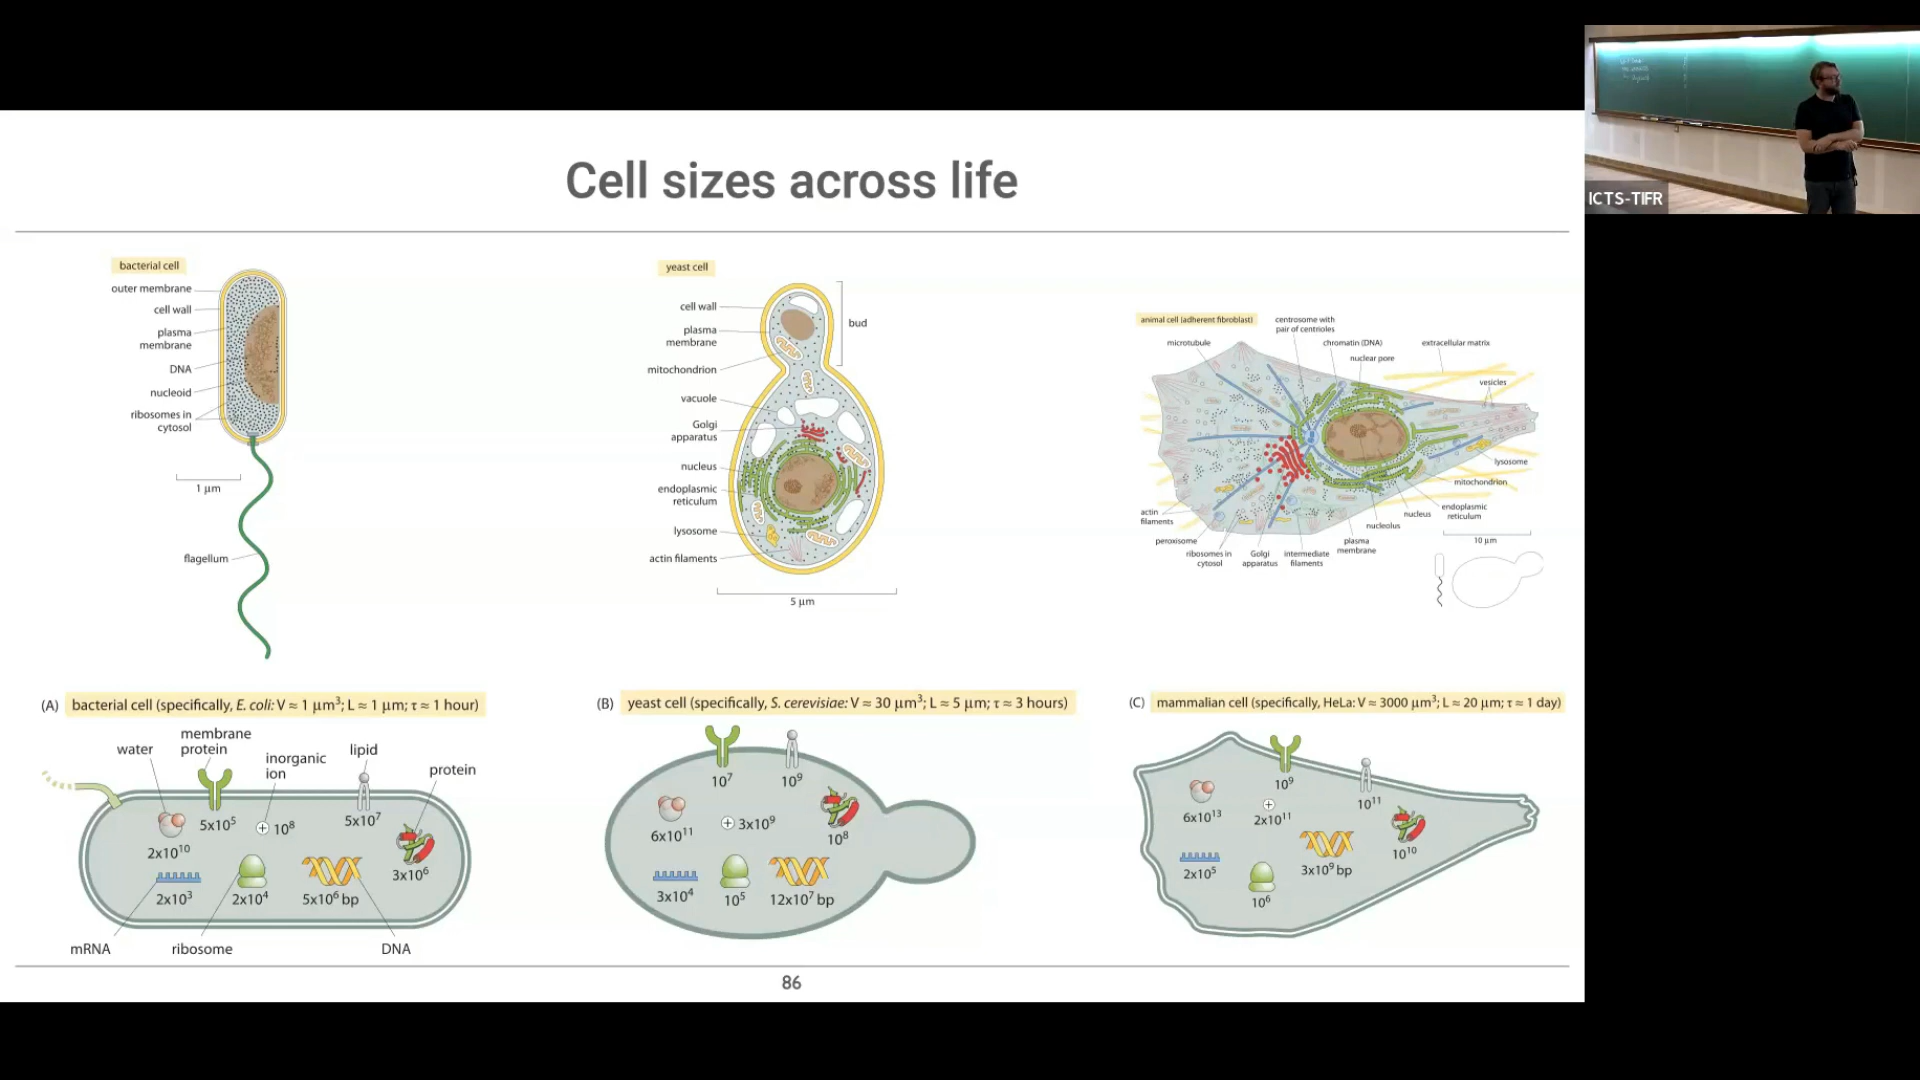 ICTS-TIFR
Cell sizes across life
bacterial cell
outer membrane
cell wall
plasma
membrane
DNA
nucleoid
ribosomes in
cytosol
1 μm
flagellum
yeast cell
cell wall
plasma
membrane
mitochondrion
vacuole
Golgi
apparatus
nucleus
endoplasmic
reticulum
lysosome
actin filaments
bud
5 μm
animal cell (adherent fibroblast)
centrosome with
pair of centrioles
microtubule
chromatin (DNA)
extracellular matrix
nuclear pore
vesicles
lysosome
mitochondrion
endoplasmic
reticulum
nucleus
nucleolus
actin
filaments
peroxisome
ribosomes in
cytosol
Golgi
apparatus
intermediate
filaments
plasma
membrane
10 μm
(A) bacterial cell (specifically, E. coli: V ≈ 1 μm³; L ≈ 1 μm; τ ≈ 1 hour)
water
membrane
protein
inorganic
ion
lipid
protein
5x10⁵
10⁸
5x10⁷
2x10¹⁰
3x10⁶
2x10³
2x10⁴
5x10⁶ bp
mRNA
ribosome
DNA
(B) yeast cell (specifically, S. cerevisiae: V ≈ 30 μm³; L ≈ 5 μm; τ ≈ 3 hours)
10⁷
10⁹
6x10¹¹
3x10⁹
10⁸
3x10⁴
10⁵
12x10⁷ bp
(C) mammalian cell (specifically, HeLa: V ≈ 3000 μm³; L ≈ 20 μm; τ ≈ 1 day)
10⁹
10¹¹
6x10¹³
2x10¹¹
10¹⁰
2x10⁵
10⁶
3x10⁹ bp
86